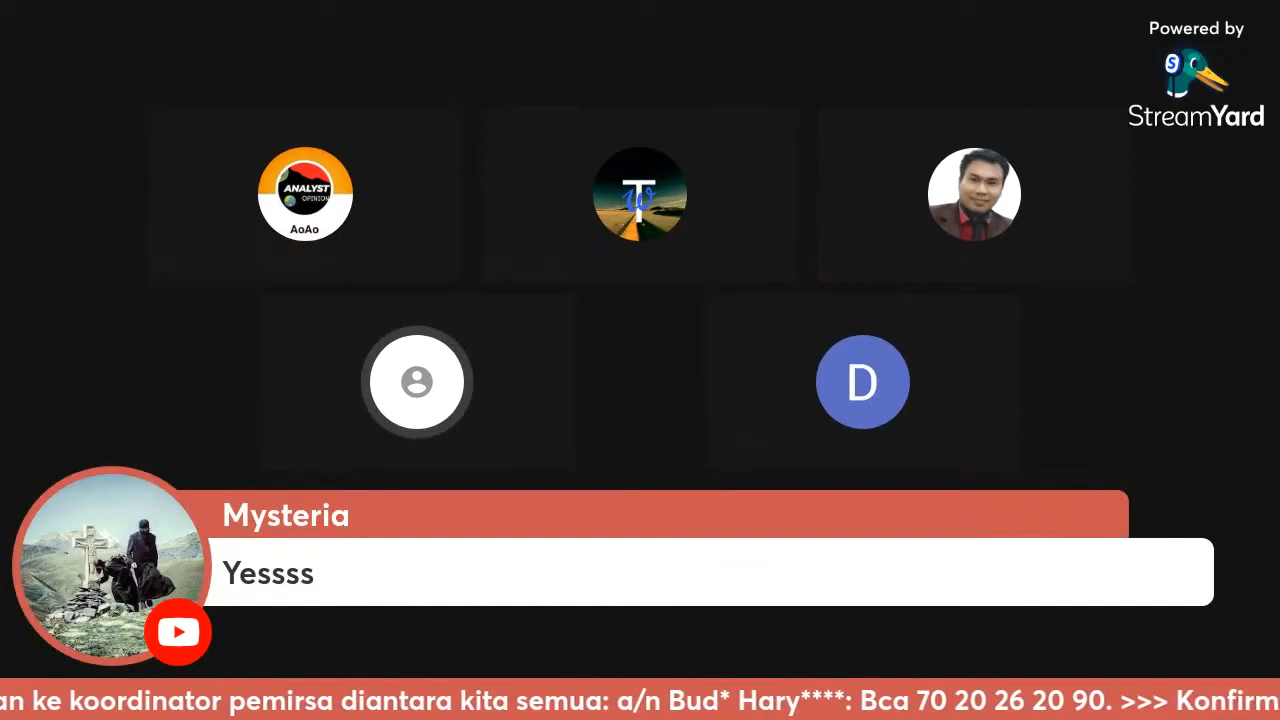 Powered by
S
StreamYard
ANALYST
OPINION
AoAo
T
w
D
Mysteria
Yessss
an ke koordinator pemirsa diantara kita semua: a/n Bud* Hary****: Bca 70 20 26 20 90. >>> Konfirm